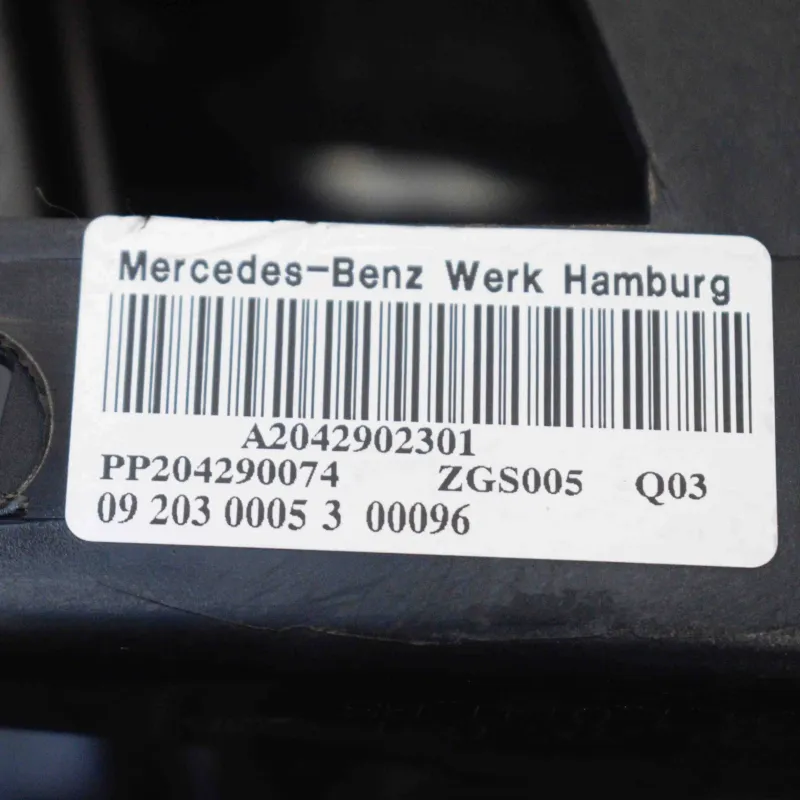 Mercedes-Benz Werk Hamburg
A2042902301
PP204290074 ZGS005 Q03
09 203 0005 3 00096